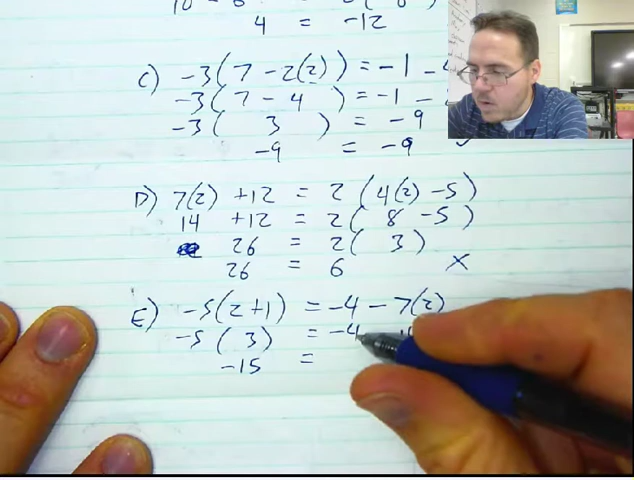 4 = -12
C) -3(7 - 2(2)) = -1 -
-3(7 - 4) = -1 -
-3(3) = -9
-9 = -9 ✓
D) 7(2) +12 = 2(4(2) -5)
14 +12 = 2(8 -5)
26 = 2(3)
26 = 6 x
E) -5(2+1) = -4 - 7(2)
-5(3) = -4
-15 =